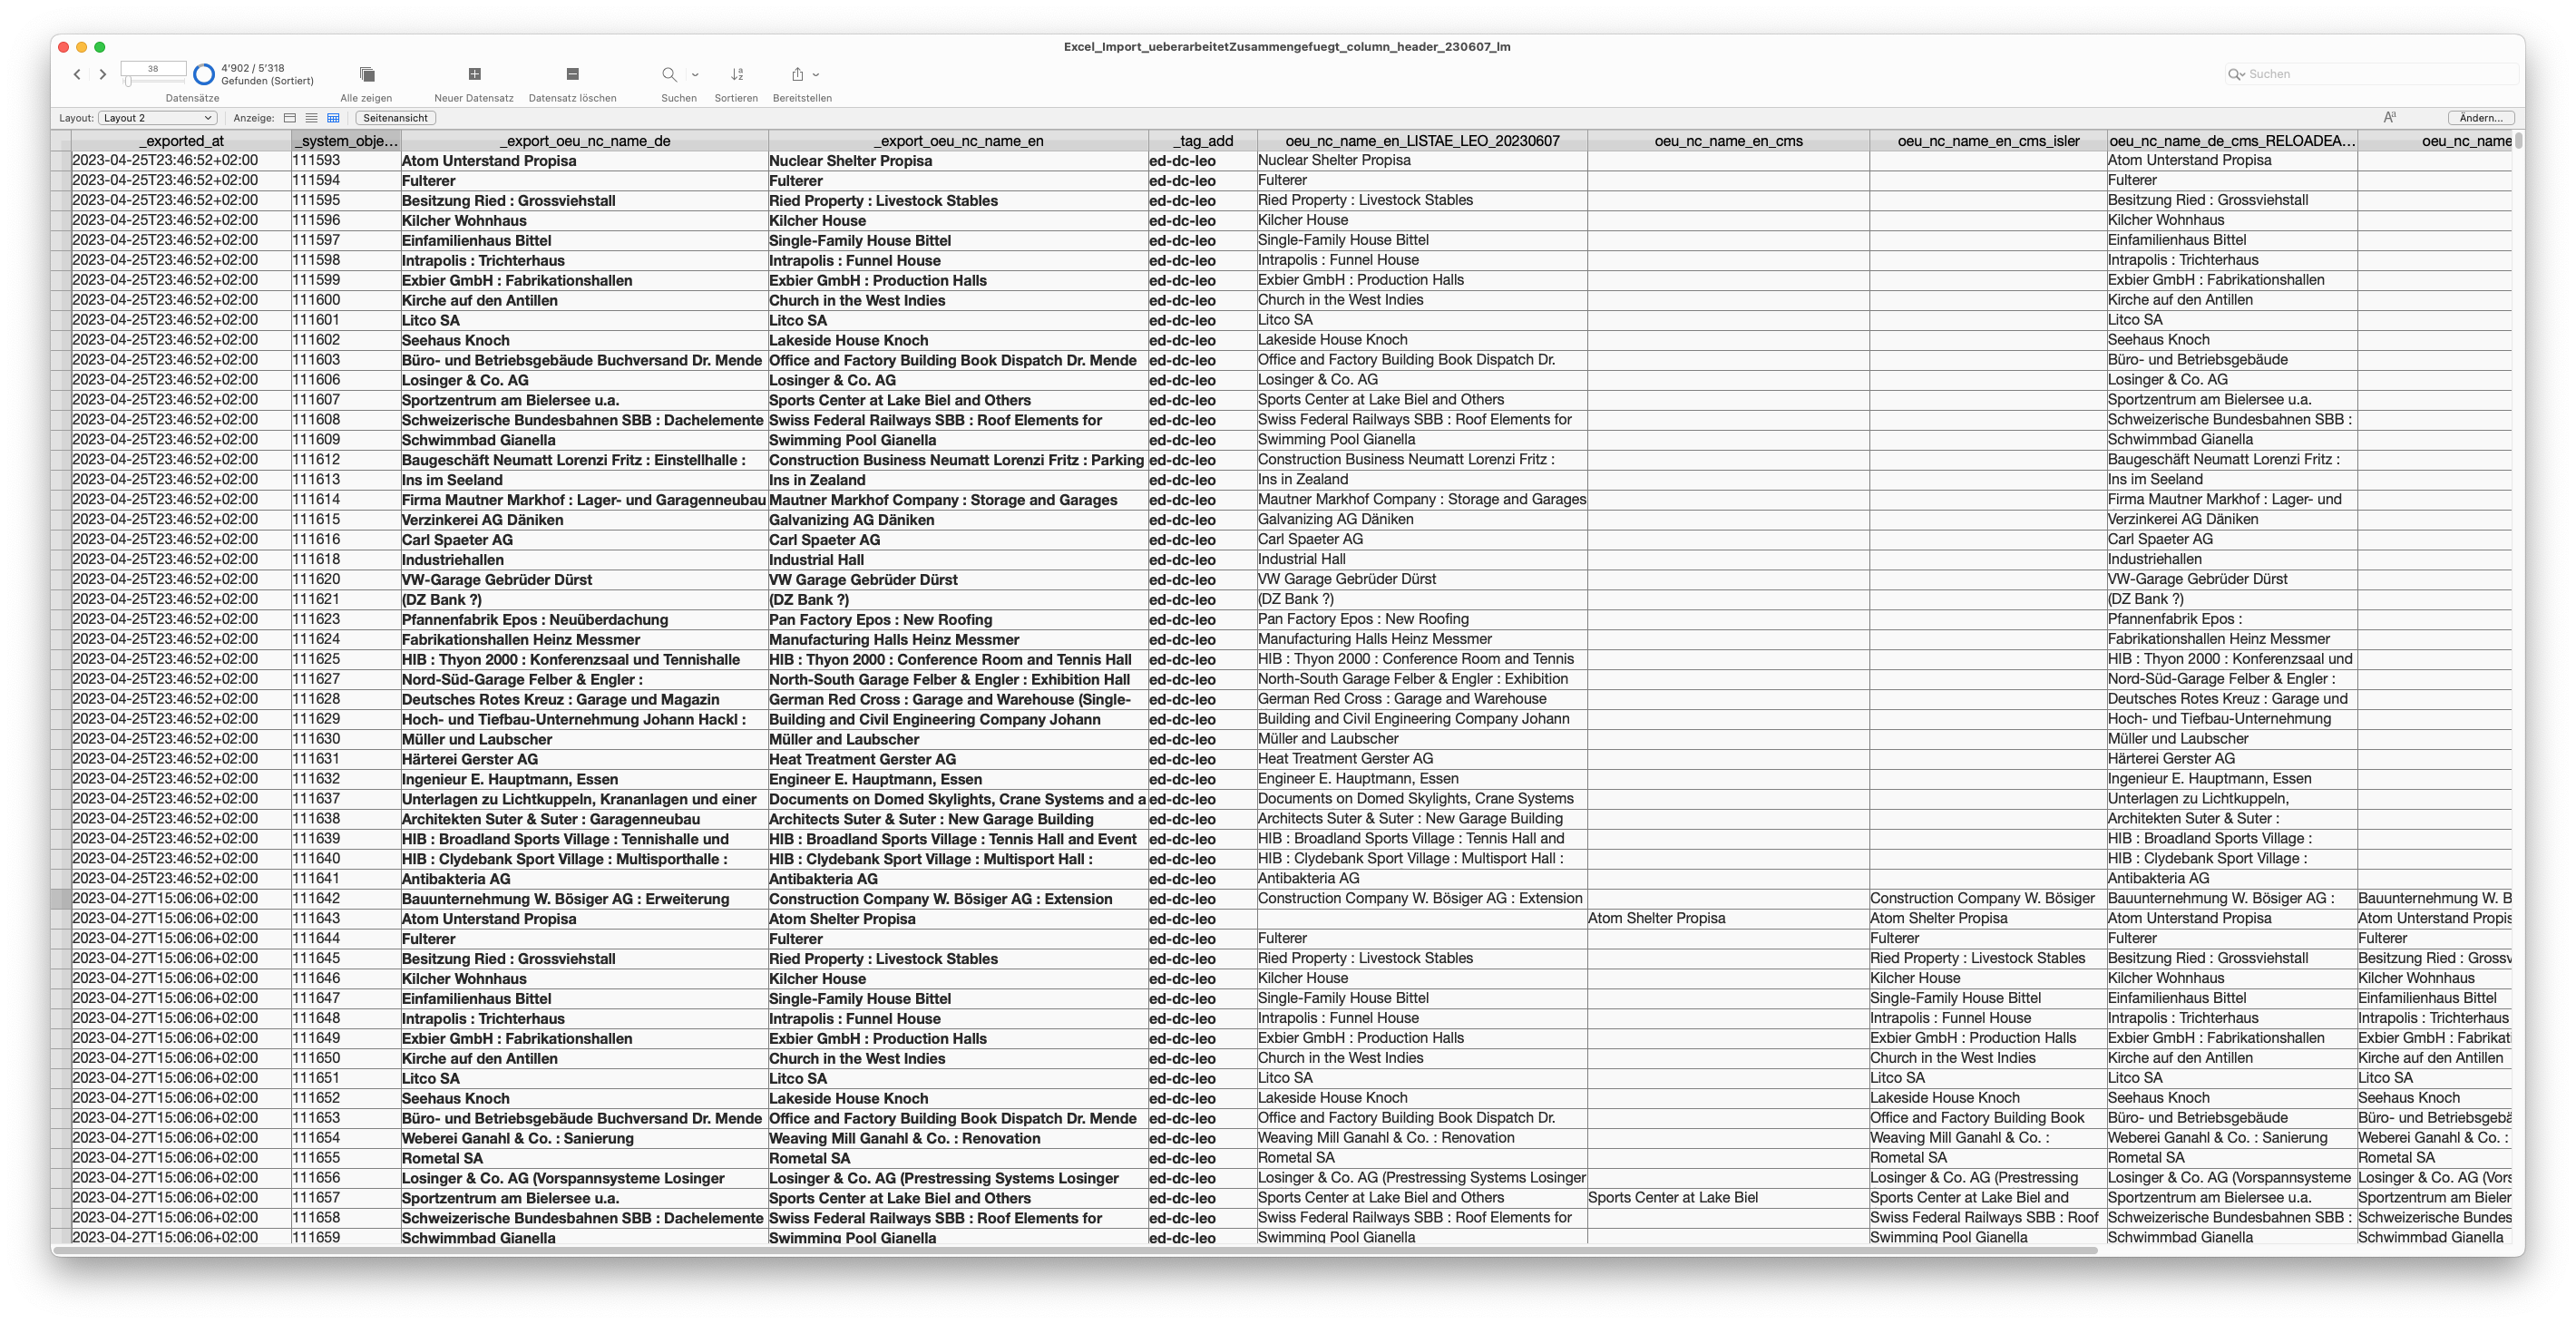 Excel_Import_ueberarbeitetZusammengefuegt_column_header_230607_lm
38 4'902 / 5'318
Gefunden (Sortiert)
Suchen
Datensätze Alle zeigen Neuer Datensatz Datensatz löschen Suchen Sortieren Bereitstellen
Layout: Layout 2 Anzeige: Seitenansicht Aa Ändern...
_exported_at _system_obje... _export_oeu_nc_name_de _export_oeu_nc_name_en _tag_add oeu_nc_name_en_LISTAE_LEO_20230607 oeu_nc_name_en_cms oeu_nc_name_en_cms_isler oeu_nc_name_de_cms_RELOADEA... oeu_nc_name
2023-04-25T23:46:52+02:00 111593 Atom Unterstand Propisa Nuclear Shelter Propisa ed-dc-leo Nuclear Shelter Propisa Atom Unterstand Propisa
2023-04-25T23:46:52+02:00 111594 Fulterer Fulterer ed-dc-leo Fulterer Fulterer
2023-04-25T23:46:52+02:00 111595 Besitzung Ried : Grossviehstall Ried Property : Livestock Stables ed-dc-leo Ried Property : Livestock Stables Besitzung Ried : Grossviehstall
2023-04-25T23:46:52+02:00 111596 Kilcher Wohnhaus Kilcher House ed-dc-leo Kilcher House Kilcher Wohnhaus
2023-04-25T23:46:52+02:00 111597 Einfamilienhaus Bittel Single-Family House Bittel ed-dc-leo Single-Family House Bittel Einfamilienhaus Bittel
2023-04-25T23:46:52+02:00 111598 Intrapolis : Trichterhaus Intrapolis : Funnel House ed-dc-leo Intrapolis : Funnel House Intrapolis : Trichterhaus
2023-04-25T23:46:52+02:00 111599 Exbier GmbH : Fabrikationshallen Exbier GmbH : Production Halls ed-dc-leo Exbier GmbH : Production Halls Exbier GmbH : Fabrikationshallen
2023-04-25T23:46:52+02:00 111600 Kirche auf den Antillen Church in the West Indies ed-dc-leo Church in the West Indies Kirche auf den Antillen
2023-04-25T23:46:52+02:00 111601 Litco SA Litco SA ed-dc-leo Litco SA Litco SA
2023-04-25T23:46:52+02:00 111602 Seehaus Knoch Lakeside House Knoch ed-dc-leo Lakeside House Knoch Seehaus Knoch
2023-04-25T23:46:52+02:00 111603 Büro- und Betriebsgebäude Buchversand Dr. Mende Office and Factory Building Book Dispatch Dr. Mende ed-dc-leo Office and Factory Building Book Dispatch Dr. Büro- und Betriebsgebäude
2023-04-25T23:46:52+02:00 111606 Losinger & Co. AG Losinger & Co. AG ed-dc-leo Losinger & Co. AG Losinger & Co. AG
2023-04-25T23:46:52+02:00 111607 Sportzentrum am Bielersee u.a. Sports Center at Lake Biel and Others ed-dc-leo Sports Center at Lake Biel and Others Sportzentrum am Bielersee u.a.
2023-04-25T23:46:52+02:00 111608 Schweizerische Bundesbahnen SBB : Dachelemente Swiss Federal Railways SBB : Roof Elements for ed-dc-leo Swiss Federal Railways SBB : Roof Elements for Schweizerische Bundesbahnen SBB :
2023-04-25T23:46:52+02:00 111609 Schwimmbad Gianella Swimming Pool Gianella ed-dc-leo Swimming Pool Gianella Schwimmbad Gianella
2023-04-25T23:46:52+02:00 111612 Baugeschäft Neumatt Lorenzi Fritz : Einstellhalle : Construction Business Neumatt Lorenzi Fritz : Parking ed-dc-leo Construction Business Neumatt Lorenzi Fritz : Baugeschäft Neumatt Lorenzi Fritz :
2023-04-25T23:46:52+02:00 111613 Ins im Seeland Ins in Zealand ed-dc-leo Ins in Zealand Ins im Seeland
2023-04-25T23:46:52+02:00 111614 Firma Mautner Markhof : Lager- und Garagenneubau Mautner Markhof Company : Storage and Garages ed-dc-leo Mautner Markhof Company : Storage and Garages Firma Mautner Markhof : Lager- und
2023-04-25T23:46:52+02:00 111615 Verzinkerei AG Däniken Galvanizing AG Däniken ed-dc-leo Galvanizing AG Däniken Verzinkerei AG Däniken
2023-04-25T23:46:52+02:00 111616 Carl Spaeter AG Carl Spaeter AG ed-dc-leo Carl Spaeter AG Carl Spaeter AG
2023-04-25T23:46:52+02:00 111618 Industriehallen Industrial Hall ed-dc-leo Industrial Hall Industriehallen
2023-04-25T23:46:52+02:00 111620 VW-Garage Gebrüder Dürst VW Garage Gebrüder Dürst ed-dc-leo VW Garage Gebrüder Dürst VW-Garage Gebrüder Dürst
2023-04-25T23:46:52+02:00 111621 (DZ Bank ?) (DZ Bank ?) ed-dc-leo (DZ Bank ?) (DZ Bank ?)
2023-04-25T23:46:52+02:00 111623 Pfannenfabrik Epos : Neuüberdachung Pan Factory Epos : New Roofing ed-dc-leo Pan Factory Epos : New Roofing Pfannenfabrik Epos :
2023-04-25T23:46:52+02:00 111624 Fabrikationshallen Heinz Messmer Manufacturing Halls Heinz Messmer ed-dc-leo Manufacturing Halls Heinz Messmer Fabrikationshallen Heinz Messmer
2023-04-25T23:46:52+02:00 111625 HIB : Thyon 2000 : Konferenzsaal und Tennishalle HIB : Thyon 2000 : Conference Room and Tennis Hall ed-dc-leo HIB : Thyon 2000 : Conference Room and Tennis HIB : Thyon 2000 : Konferenzsaal und
2023-04-25T23:46:52+02:00 111627 Nord-Süd-Garage Felber & Engler : North-South Garage Felber & Engler : Exhibition Hall ed-dc-leo North-South Garage Felber & Engler : Exhibition Nord-Süd-Garage Felber & Engler :
2023-04-25T23:46:52+02:00 111628 Deutsches Rotes Kreuz : Garage und Magazin German Red Cross : Garage and Warehouse (Single- ed-dc-leo German Red Cross : Garage and Warehouse Deutsches Rotes Kreuz : Garage und
2023-04-25T23:46:52+02:00 111629 Hoch- und Tiefbau-Unternehmung Johann Hackl : Building and Civil Engineering Company Johann ed-dc-leo Building and Civil Engineering Company Johann Hoch- und Tiefbau-Unternehmung
2023-04-25T23:46:52+02:00 111630 Müller und Laubscher Müller and Laubscher ed-dc-leo Müller and Laubscher Müller und Laubscher
2023-04-25T23:46:52+02:00 111631 Härterei Gerster AG Heat Treatment Gerster AG ed-dc-leo Heat Treatment Gerster AG Härterei Gerster AG
2023-04-25T23:46:52+02:00 111632 Ingenieur E. Hauptmann, Essen Engineer E. Hauptmann, Essen ed-dc-leo Engineer E. Hauptmann, Essen Ingenieur E. Hauptmann, Essen
2023-04-25T23:46:52+02:00 111637 Unterlagen zu Lichtkuppeln, Krananlagen und einer Documents on Domed Skylights, Crane Systems and a ed-dc-leo Documents on Domed Skylights, Crane Systems Unterlagen zu Lichtkuppeln,
2023-04-25T23:46:52+02:00 111638 Architekten Suter & Suter : Garagenneubau Architects Suter & Suter : New Garage Building ed-dc-leo Architects Suter & Suter : New Garage Building Architekten Suter & Suter :
2023-04-25T23:46:52+02:00 111639 HIB : Broadland Sports Village : Tennishalle und HIB : Broadland Sports Village : Tennis Hall and Event ed-dc-leo HIB : Broadland Sports Village : Tennis Hall and HIB : Broadland Sports Village :
2023-04-25T23:46:52+02:00 111640 HIB : Clydebank Sport Village : Multisporthalle : HIB : Clydebank Sport Village : Multisport Hall : ed-dc-leo HIB : Clydebank Sport Village : Multisport Hall : HIB : Clydebank Sport Village :
2023-04-25T23:46:52+02:00 111641 Antibakteria AG Antibakteria AG ed-dc-leo Antibakteria AG Antibakteria AG
2023-04-27T15:06:06+02:00 111642 Bauunternehmung W. Bösiger AG : Erweiterung Construction Company W. Bösiger AG : Extension ed-dc-leo Construction Company W. Bösiger AG : Extension Construction Company W. Bösiger Bauunternehmung W. Bösiger AG : Bauunternehmung W. B
2023-04-27T15:06:06+02:00 111643 Atom Unterstand Propisa Atom Shelter Propisa ed-dc-leo Atom Shelter Propisa Atom Shelter Propisa Atom Unterstand Propisa Atom Unterstand Propis
2023-04-27T15:06:06+02:00 111644 Fulterer Fulterer ed-dc-leo Fulterer Fulterer Fulterer Fulterer
2023-04-27T15:06:06+02:00 111645 Besitzung Ried : Grossviehstall Ried Property : Livestock Stables ed-dc-leo Ried Property : Livestock Stables Ried Property : Livestock Stables Besitzung Ried : Grossviehstall Besitzung Ried : Grossv
2023-04-27T15:06:06+02:00 111646 Kilcher Wohnhaus Kilcher House ed-dc-leo Kilcher House Kilcher House Kilcher Wohnhaus Kilcher Wohnhaus
2023-04-27T15:06:06+02:00 111647 Einfamilienhaus Bittel Single-Family House Bittel ed-dc-leo Single-Family House Bittel Single-Family House Bittel Einfamilienhaus Bittel Einfamilienhaus Bittel
2023-04-27T15:06:06+02:00 111648 Intrapolis : Trichterhaus Intrapolis : Funnel House ed-dc-leo Intrapolis : Funnel House Intrapolis : Funnel House Intrapolis : Trichterhaus Intrapolis : Trichterhaus
2023-04-27T15:06:06+02:00 111649 Exbier GmbH : Fabrikationshallen Exbier GmbH : Production Halls ed-dc-leo Exbier GmbH : Production Halls Exbier GmbH : Production Halls Exbier GmbH : Fabrikationshallen Exbier GmbH : Fabrikati
2023-04-27T15:06:06+02:00 111650 Kirche auf den Antillen Church in the West Indies ed-dc-leo Church in the West Indies Church in the West Indies Kirche auf den Antillen Kirche auf den Antillen
2023-04-27T15:06:06+02:00 111651 Litco SA Litco SA ed-dc-leo Litco SA Litco SA Litco SA Litco SA
2023-04-27T15:06:06+02:00 111652 Seehaus Knoch Lakeside House Knoch ed-dc-leo Lakeside House Knoch Lakeside House Knoch Seehaus Knoch Seehaus Knoch
2023-04-27T15:06:06+02:00 111653 Büro- und Betriebsgebäude Buchversand Dr. Mende Office and Factory Building Book Dispatch Dr. Mende ed-dc-leo Office and Factory Building Book Dispatch Dr. Office and Factory Building Book Büro- und Betriebsgebäude Büro- und Betriebsgebä
2023-04-27T15:06:06+02:00 111654 Weberei Ganahl & Co. : Sanierung Weaving Mill Ganahl & Co. : Renovation ed-dc-leo Weaving Mill Ganahl & Co. : Renovation Weaving Mill Ganahl & Co. : Weberei Ganahl & Co. : Sanierung Weberei Ganahl & Co. :
2023-04-27T15:06:06+02:00 111655 Rometal SA Rometal SA ed-dc-leo Rometal SA Rometal SA Rometal SA Rometal SA
2023-04-27T15:06:06+02:00 111656 Losinger & Co. AG (Vorspannsysteme Losinger Losinger & Co. AG (Prestressing Systems Losinger ed-dc-leo Losinger & Co. AG (Prestressing Systems Losinger Losinger & Co. AG (Prestressing Losinger & Co. AG (Vorspannsysteme Losinger & Co. AG (Vors
2023-04-27T15:06:06+02:00 111657 Sportzentrum am Bielersee u.a. Sports Center at Lake Biel and Others ed-dc-leo Sports Center at Lake Biel and Others Sports Center at Lake Biel Sports Center at Lake Biel and Sportzentrum am Bielersee u.a. Sportzentrum am Bieler
2023-04-27T15:06:06+02:00 111658 Schweizerische Bundesbahnen SBB : Dachelemente Swiss Federal Railways SBB : Roof Elements for ed-dc-leo Swiss Federal Railways SBB : Roof Elements for Swiss Federal Railways SBB : Roof Schweizerische Bundesbahnen SBB : Schweizerische Bundes
2023-04-27T15:06:06+02:00 111659 Schwimmbad Gianella Swimming Pool Gianella ed-dc-leo Swimming Pool Gianella Swimming Pool Gianella Schwimmbad Gianella Schwimmbad Gianella